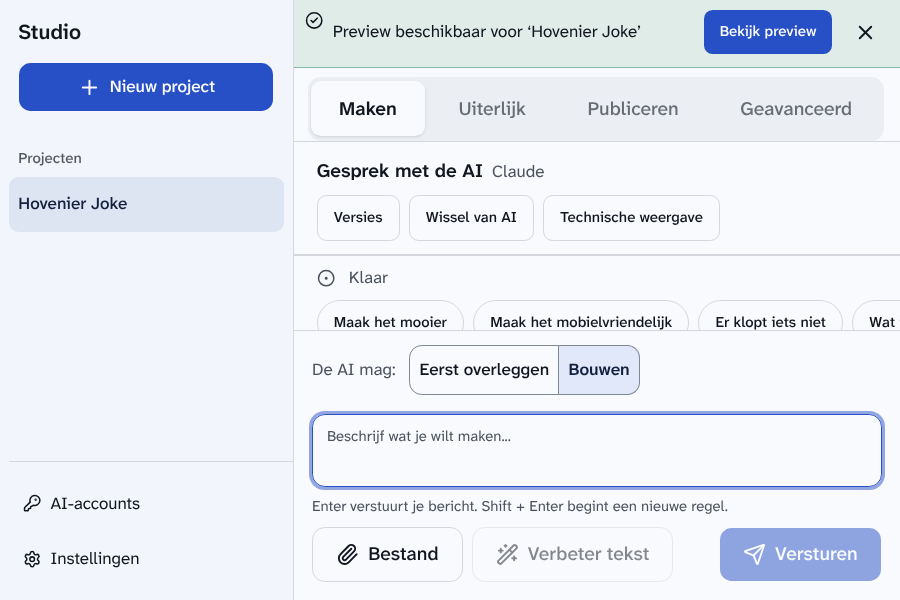 Studio
Nieuw project
Projecten
Hovenier Joke
AI-accounts
Instellingen
Preview beschikbaar voor ‘Hovenier Joke’
Bekijk preview
Maken
Uiterlijk
Publiceren
Geavanceerd
Gesprek met de AI Claude
Versies
Wissel van AI
Technische weergave
Klaar
Maak het mooier
Maak het mobielvriendelijk
Er klopt iets niet
Wat
De AI mag:
Eerst overleggen
Bouwen
Beschrijf wat je wilt maken...
Enter verstuurt je bericht. Shift + Enter begint een nieuwe regel.
Bestand
Verbeter tekst
Versturen